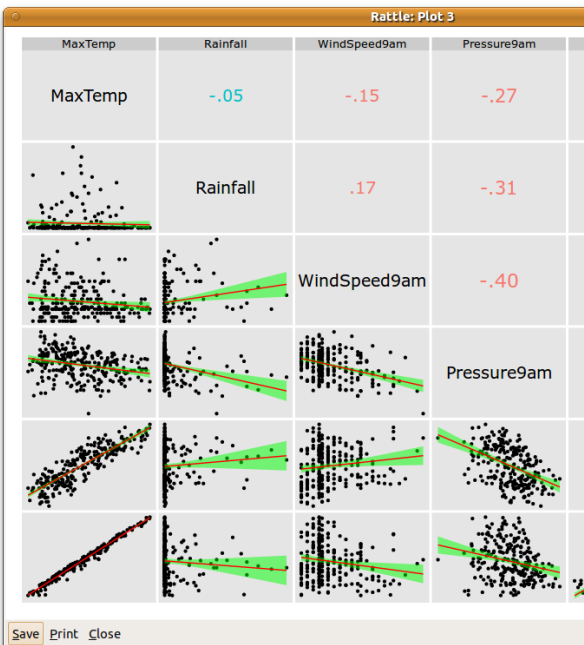 Rattle: Plot 3
MaxTemp Rainfall WindSpeed9am Pressure9am
MaxTemp -.05 -.15 -.27
Rainfall .17 -.31
WindSpeed9am -.40
Pressure9am
Save Print Close